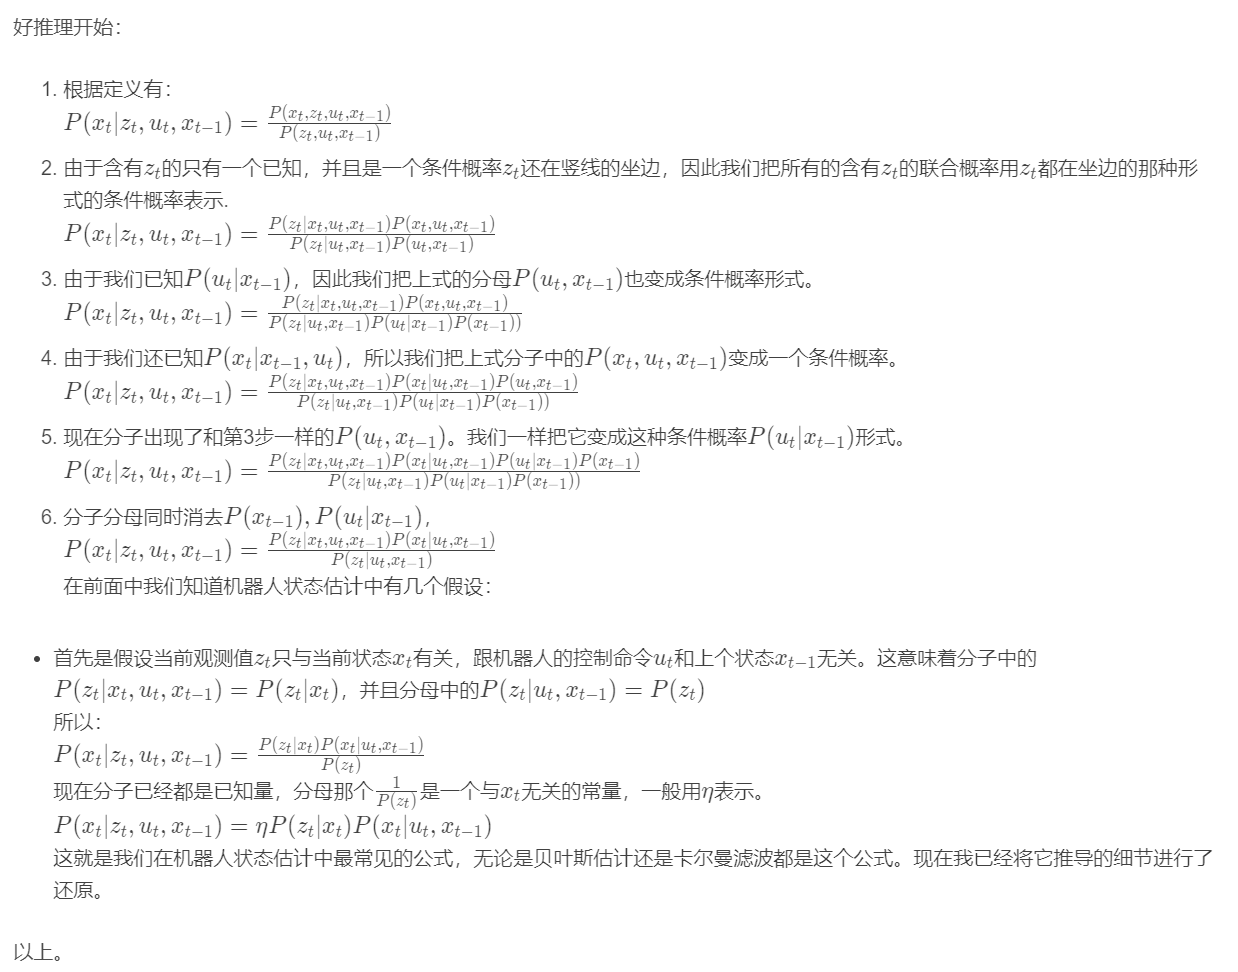 好推理开始：
1. 根据定义有：
$P(x_t|z_t, u_t, x_{t-1}) = \frac{P(x_t,z_t,u_t,x_{t-1})}{P(z_t,u_t,x_{t-1})}$
2. 由于含有$z_t$的只有一个已知，并且是一个条件概率$z_t$还在竖线的坐边，因此我们把所有的含有$z_t$的联合概率用$z_t$都在坐边的那种形
式的条件概率表示.
$P(x_t|z_t, u_t, x_{t-1}) = \frac{P(z_t|x_t,u_t,x_{t-1})P(x_t,u_t,x_{t-1})}{P(z_t|u_t,x_{t-1})P(u_t,x_{t-1})}$
3. 由于我们已知$P(u_t|x_{t-1})$，因此我们把上式的分母$P(u_t, x_{t-1})$也变成条件概率形式。
$P(x_t|z_t, u_t, x_{t-1}) = \frac{P(z_t|x_t,u_t,x_{t-1})P(x_t,u_t,x_{t-1})}{P(z_t|u_t,x_{t-1})P(u_t|x_{t-1})P(x_{t-1}))}$
4. 由于我们还已知$P(x_t|x_{t-1}, u_t)$，所以我们把上式分子中的$P(x_t, u_t, x_{t-1})$变成一个条件概率。
$P(x_t|z_t, u_t, x_{t-1}) = \frac{P(z_t|x_t,u_t,x_{t-1})P(x_t|u_t,x_{t-1})P(u_t,x_{t-1})}{P(z_t|u_t,x_{t-1})P(u_t|x_{t-1})P(x_{t-1}))}$
5. 现在分子出现了和第3步一样的$P(u_t, x_{t-1})$。我们一样把它变成这种条件概率$P(u_t|x_{t-1})$形式。
$P(x_t|z_t, u_t, x_{t-1}) = \frac{P(z_t|x_t,u_t,x_{t-1})P(x_t|u_t,x_{t-1})P(u_t|x_{t-1})P(x_{t-1})}{P(z_t|u_t,x_{t-1})P(u_t|x_{t-1})P(x_{t-1}))}$
6. 分子分母同时消去$P(x_{t-1}), P(u_t|x_{t-1})$,
$P(x_t|z_t, u_t, x_{t-1}) = \frac{P(z_t|x_t,u_t,x_{t-1})P(x_t|u_t,x_{t-1})}{P(z_t|u_t,x_{t-1})}$
在前面中我们知道机器人状态估计中有几个假设：
• 首先是假设当前观测值$z_t$只与当前状态$x_t$有关，跟机器人的控制命令$u_t$和上个状态$x_{t-1}$无关。这意味着分子中的
$P(z_t|x_t, u_t, x_{t-1}) = P(z_t|x_t)$，并且分母中的$P(z_t|u_t, x_{t-1}) = P(z_t)$
所以：
$P(x_t|z_t, u_t, x_{t-1}) = \frac{P(z_t|x_t)P(x_t|u_t,x_{t-1})}{P(z_t)}$
现在分子已经都是已知量，分母那个$\frac{1}{P(z_t)}$是一个与$x_t$无关的常量，一般用$\eta$表示。
$P(x_t|z_t, u_t, x_{t-1}) = \eta P(z_t|x_t)P(x_t|u_t, x_{t-1})$
这就是我们在机器人状态估计中最常见的公式，无论是贝叶斯估计还是卡尔曼滤波都是这个公式。现在我已经将它推导的细节进行了
还原。
以上。